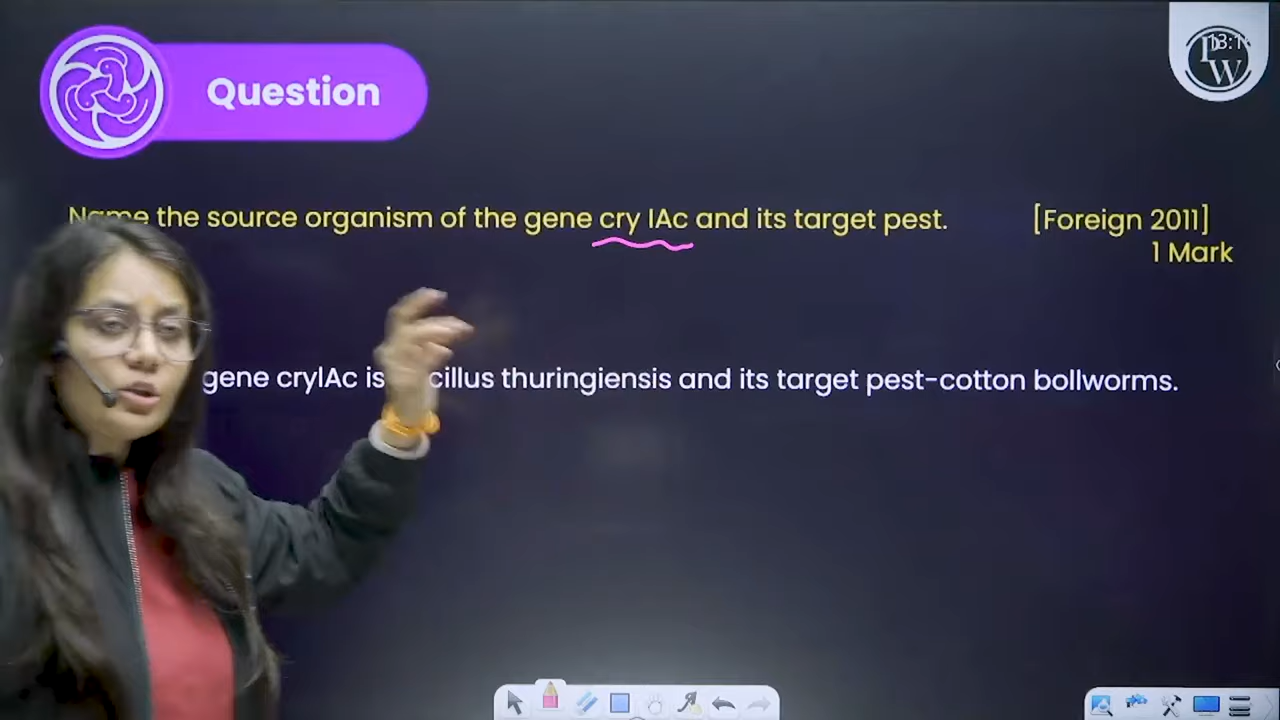 Question
Name the source organism of the gene cry IAc and its target pest. [Foreign 2011]
1 Mark
gene cryIAc is thuringiensis and its target pest-cotton bollworms.
PW